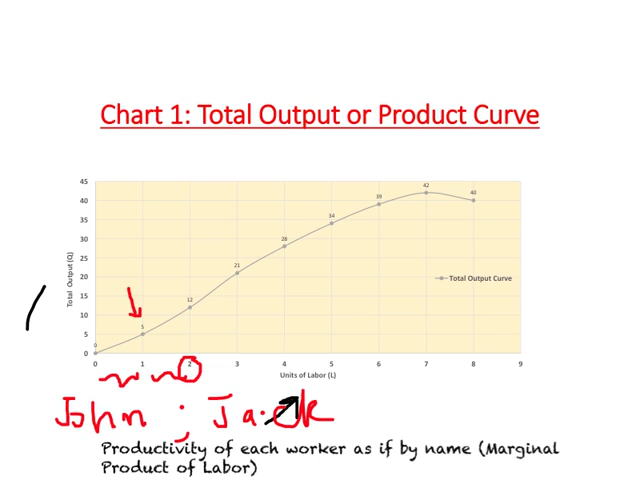 Chart 1: Total Output or Product Curve
45
40
35
30
25
20
15
10
5
0
Total Output (Q)
0
5
12
21
28
34
39
42
40
Total Output Curve
0 1 2 3 4 5 6 7 8 9
Units of Labor (L)
John ; Jack
Productivity of each worker as if by name (Marginal
Product of Labor)